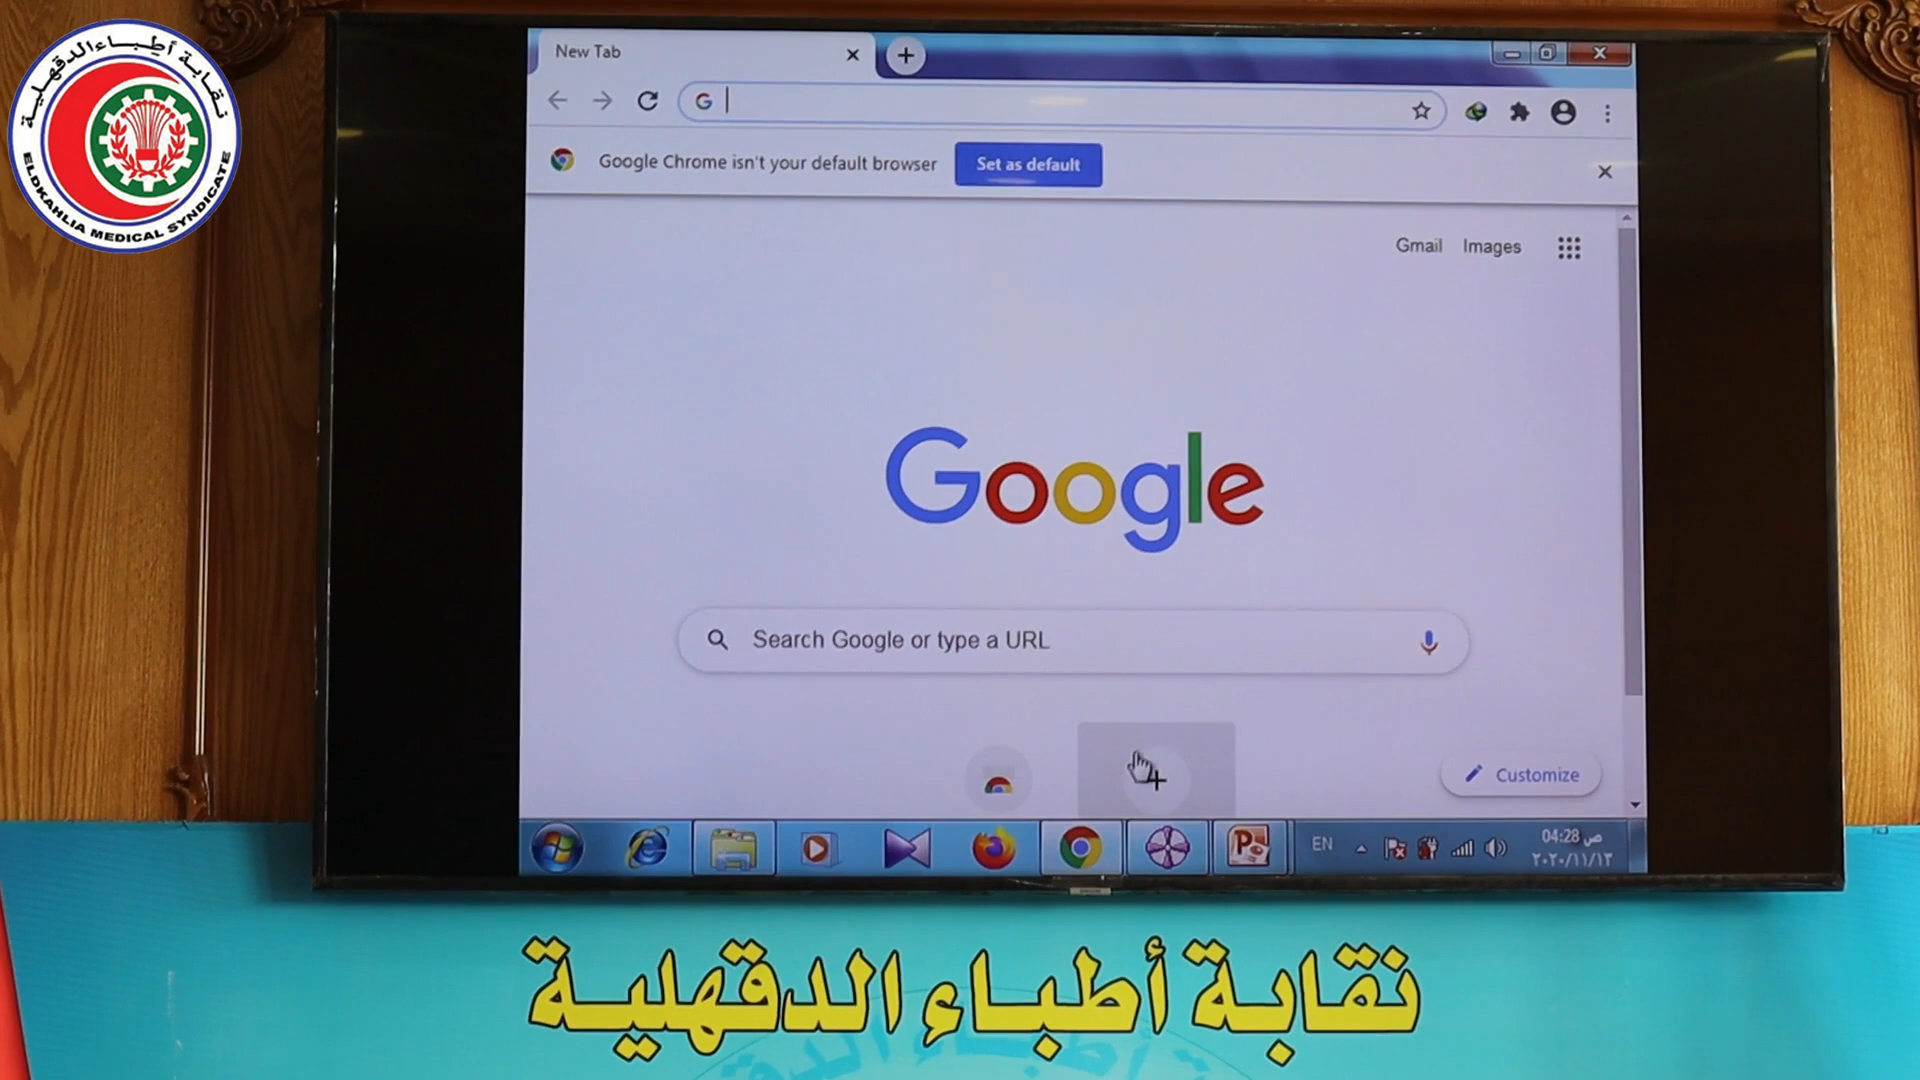 نقابة أطباء الدقهلية
ELDKAHLIA MEDICAL SYNDICATE
New Tab
Google Chrome isn't your default browser
Set as default
Gmail Images
Google
Search Google or type a URL
Customize
EN
04:28 ص
٢٠٢٠/١١/١٣
نقابة أطباء الدقهلية